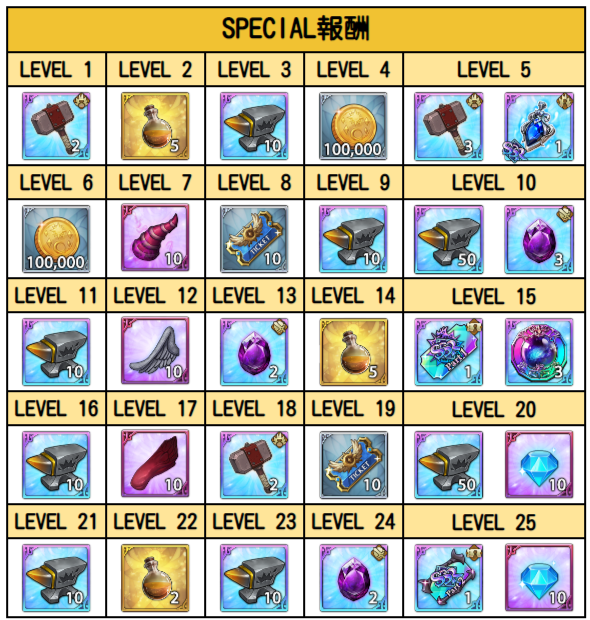 SPECIAL報酬
LEVEL 1 LEVEL 2 LEVEL 3 LEVEL 4 LEVEL 5
2 5 10 100,000 3 1
LEVEL 6 LEVEL 7 LEVEL 8 LEVEL 9 LEVEL 10
100,000 10 TICKET 10 10 50 3
LEVEL 11 LEVEL 12 LEVEL 13 LEVEL 14 LEVEL 15
10 10 2 5 Part1 1 3
LEVEL 16 LEVEL 17 LEVEL 18 LEVEL 19 LEVEL 20
10 10 2 TICKET 10 50 10
LEVEL 21 LEVEL 22 LEVEL 23 LEVEL 24 LEVEL 25
10 2 10 2 1 10